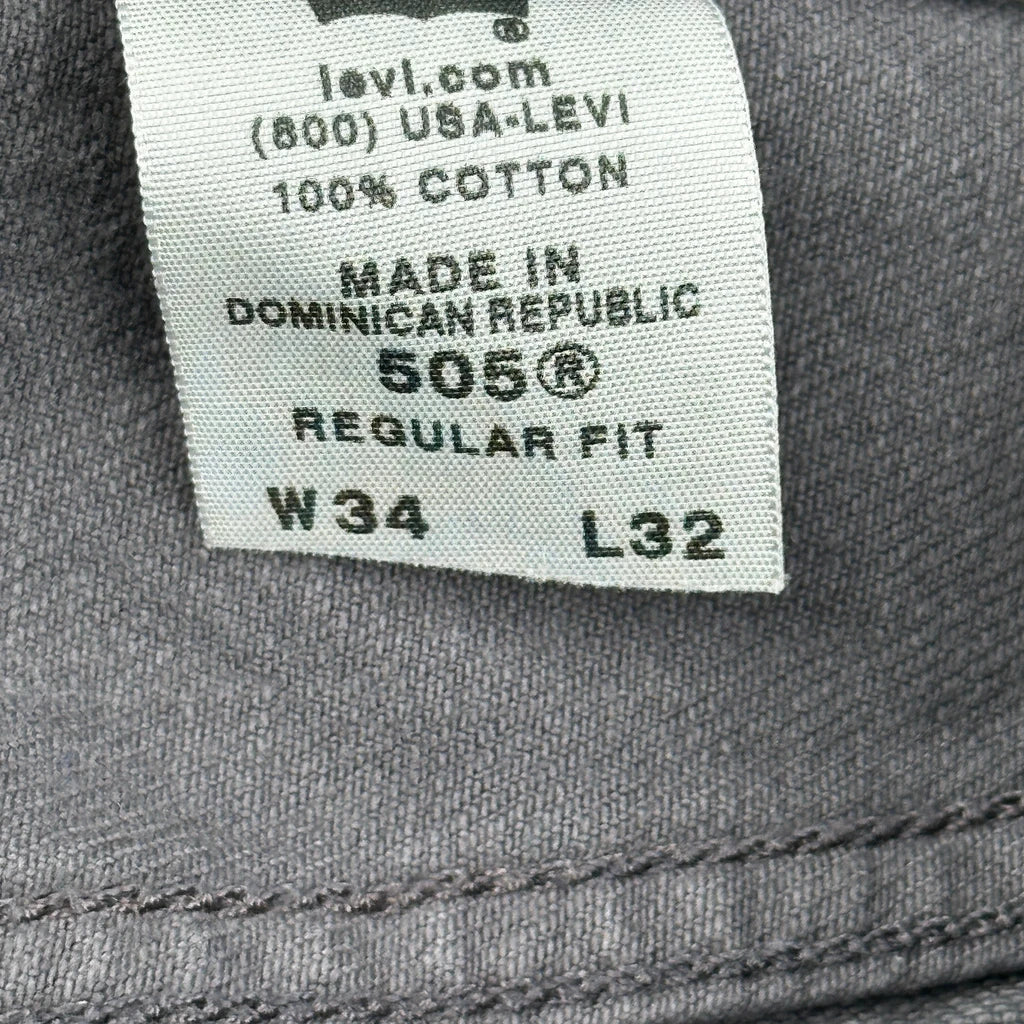 ®
levi.com
(800) USA-LEVI
100% COTTON
MADE IN
DOMINICAN REPUBLIC
505®
REGULAR FIT
W34 L32